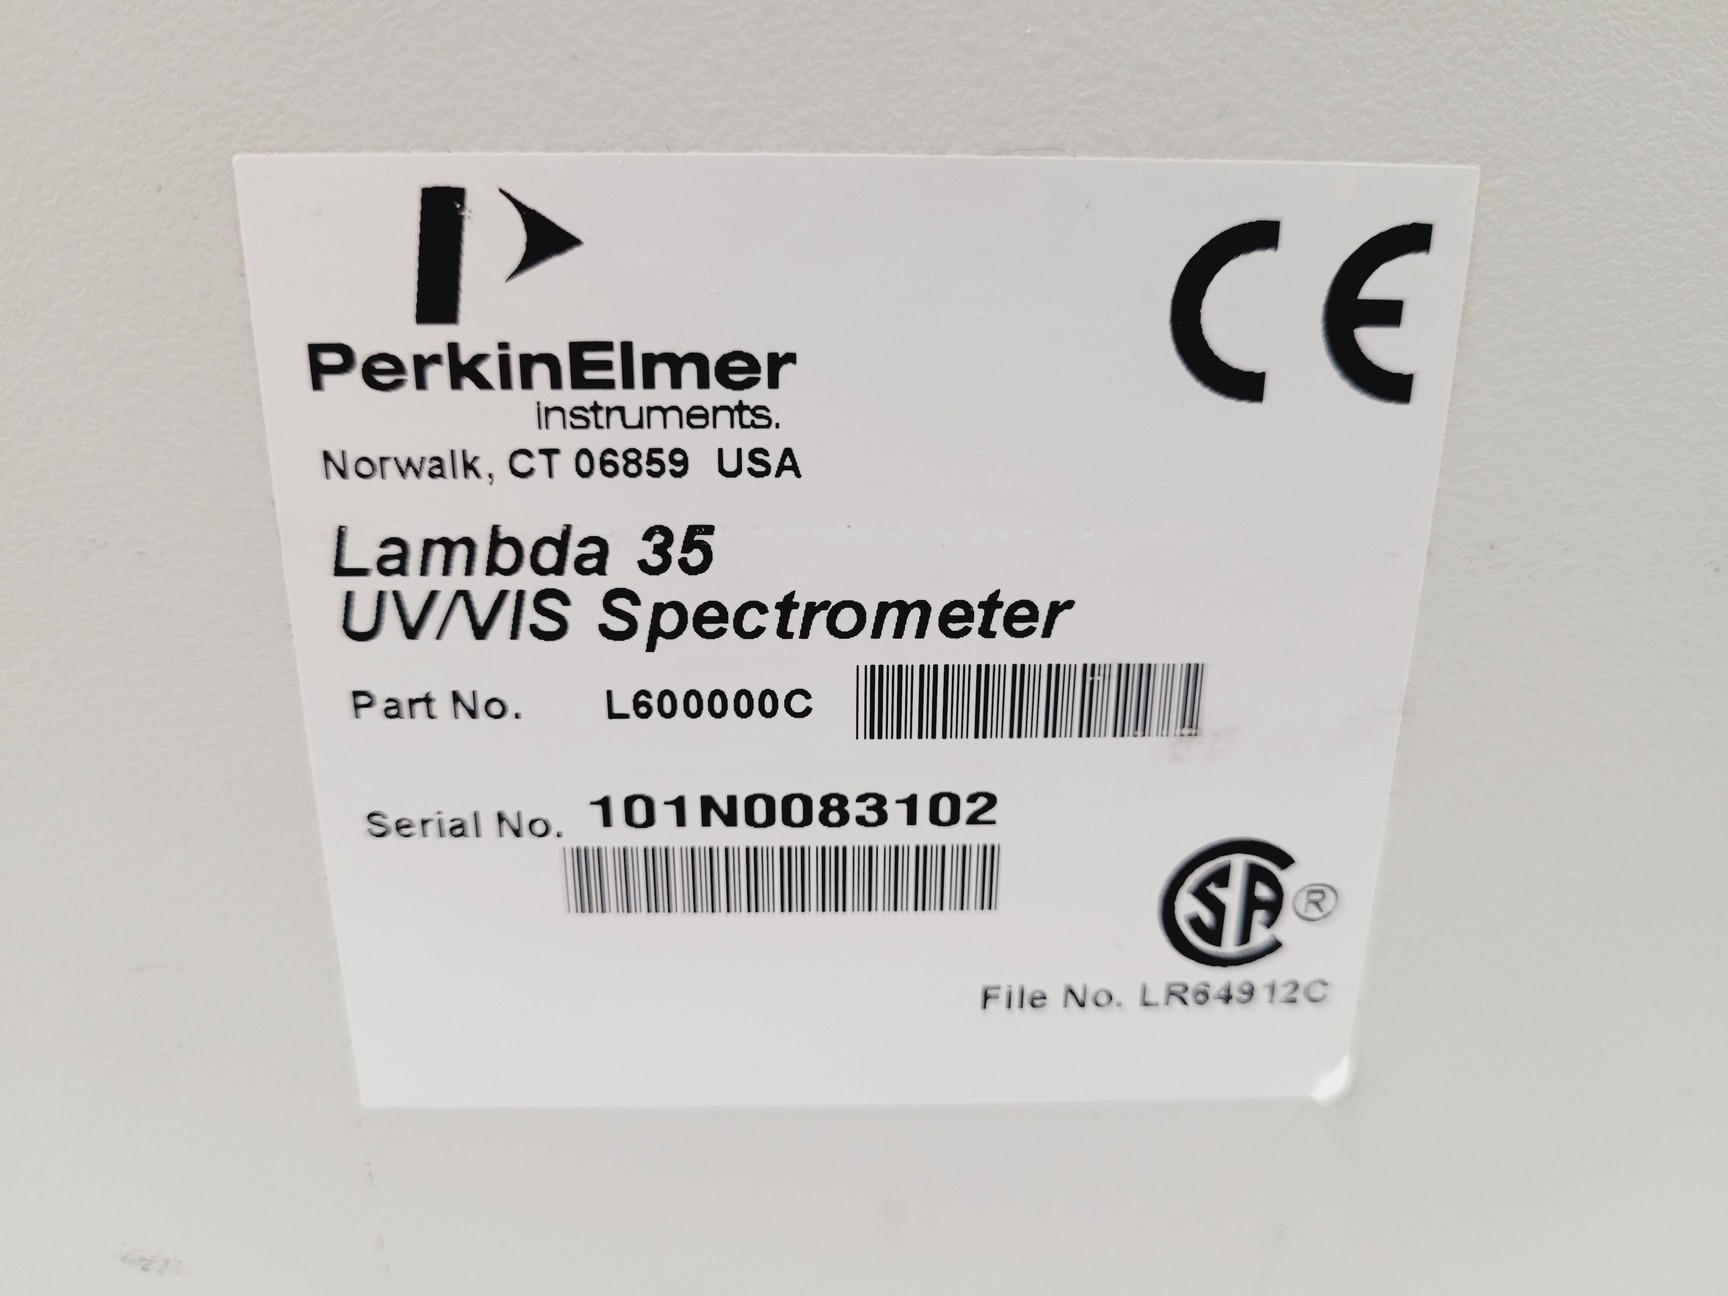 PerkinElmer
instruments.
Norwalk, CT 06859 USA
CE
Lambda 35
UV/VIS Spectrometer
Part No. L600000C
Serial No. 101N0083102
CSA ®
File No. LR64912C